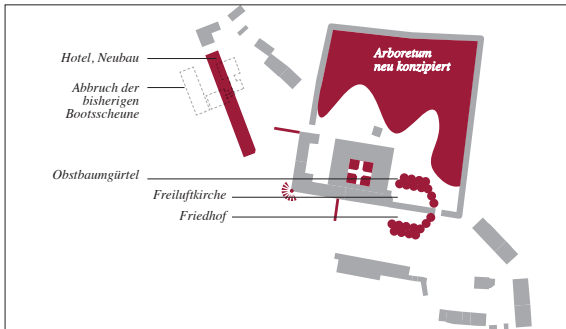 Hotel, Neubau
Abbruch der
bisherigen
Bootsscheune
Arboretum
neu konzipiert
Obstbaumgürtel
Freiluftkirche
Friedhof